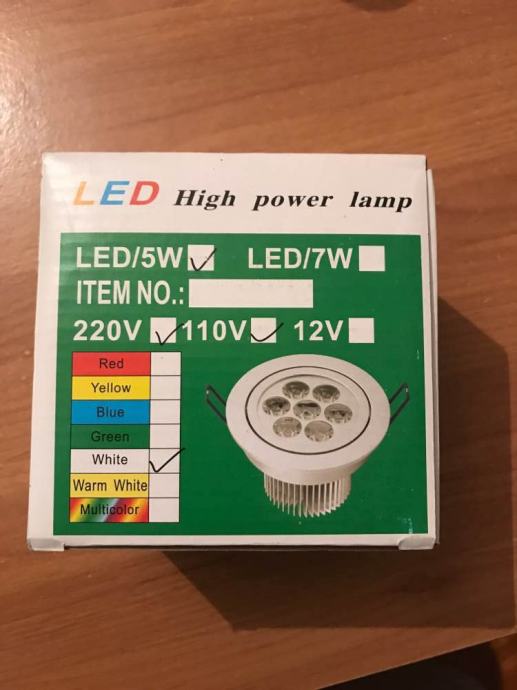 LED High power lamp
LED/5W LED/7W
ITEM NO.:
220V 110V 12V
Red
Yellow
Blue
Green
White
Warm White
Multicolor